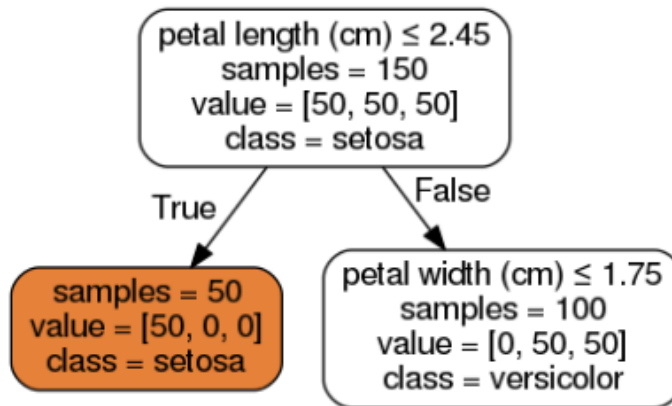 petal length (cm) ≤ 2.45
samples = 150
value = [50, 50, 50]
class = setosa
True
False
samples = 50
value = [50, 0, 0]
class = setosa
petal width (cm) ≤ 1.75
samples = 100
value = [0, 50, 50]
class = versicolor